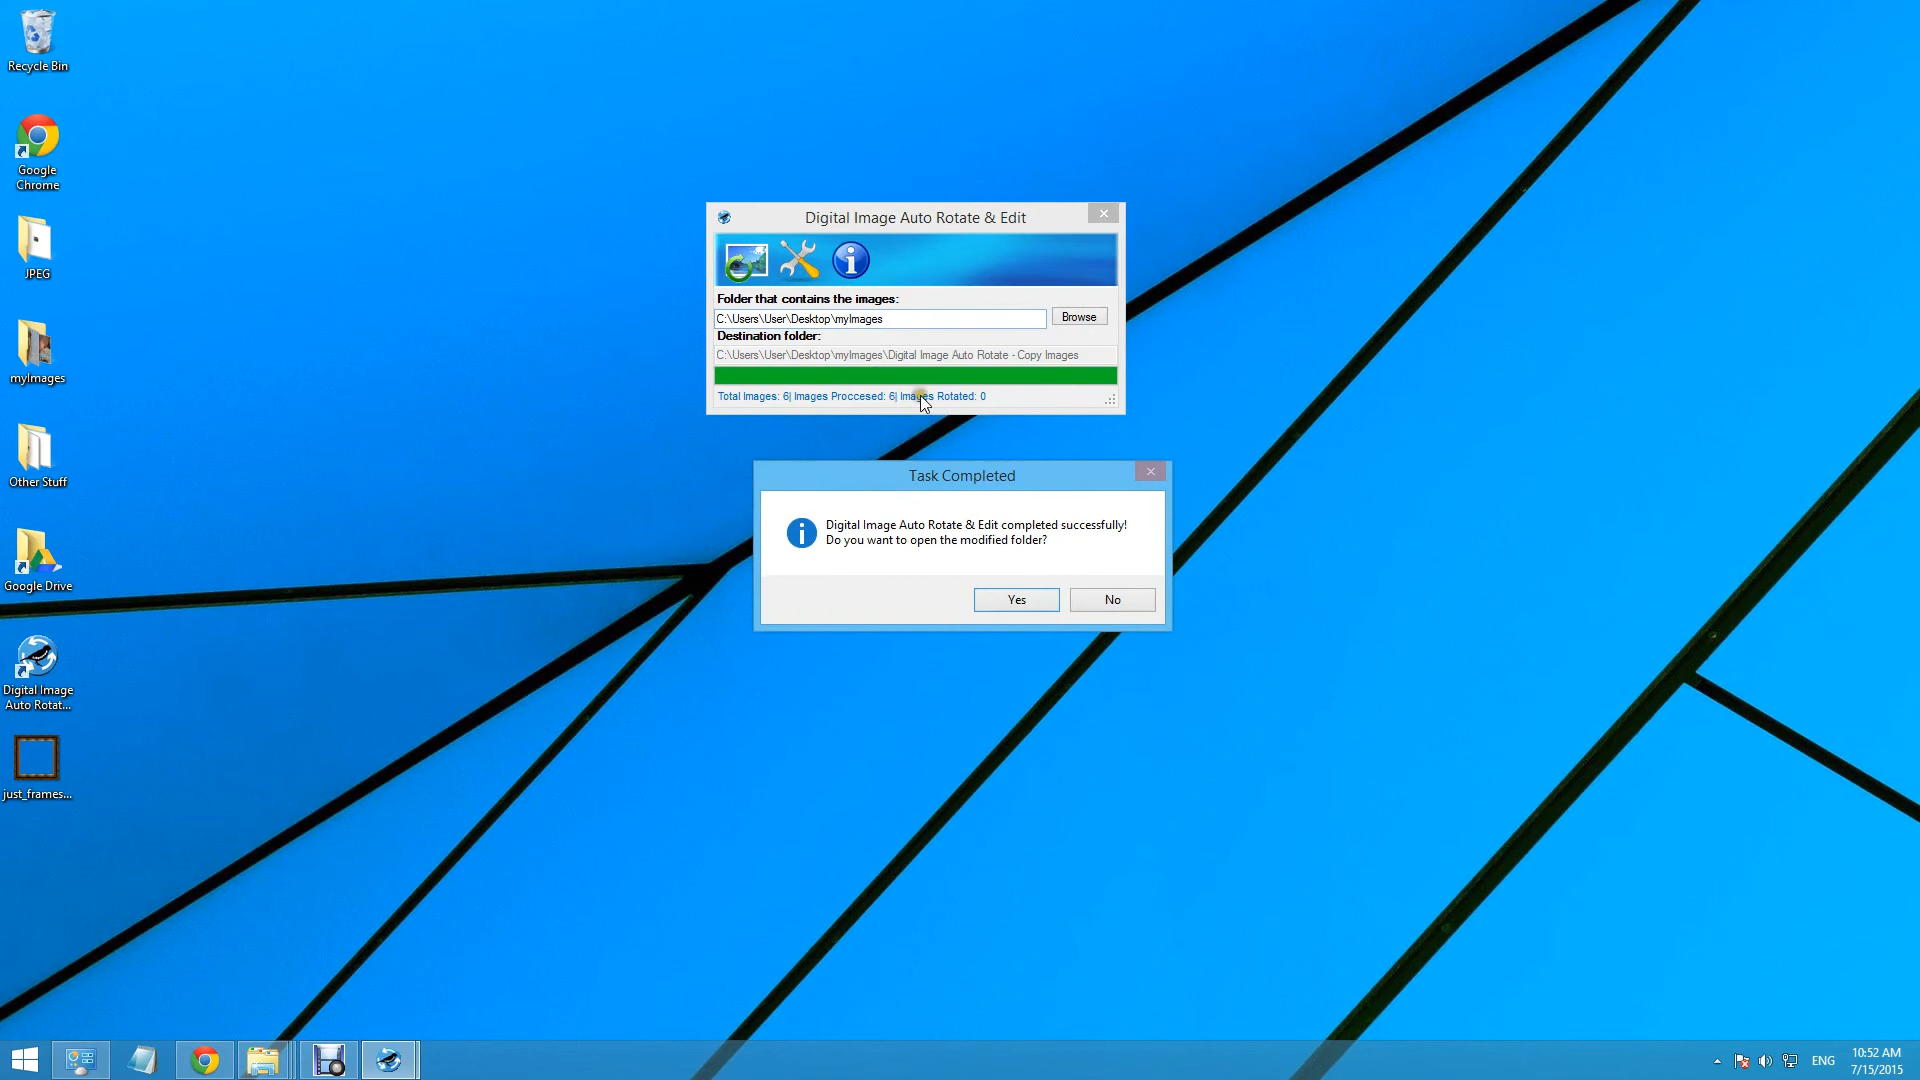 Recycle Bin
Google
Chrome
JPEG
myImages
Other Stuff
Google Drive
Digital Image
Auto Rotat...
just_frames...
Digital Image Auto Rotate & Edit
Folder that contains the images:
C:\Users\User\Desktop\myImages
Browse
Destination folder:
C:\Users\User\Desktop\myImages\Digital Image Auto Rotate - Copy Images
Total Images: 6| Images Proccesed: 6| Images Rotated: 0
Task Completed
Digital Image Auto Rotate & Edit completed successfully!
Do you want to open the modified folder?
Yes
No
ENG
10:52 AM
7/15/2015